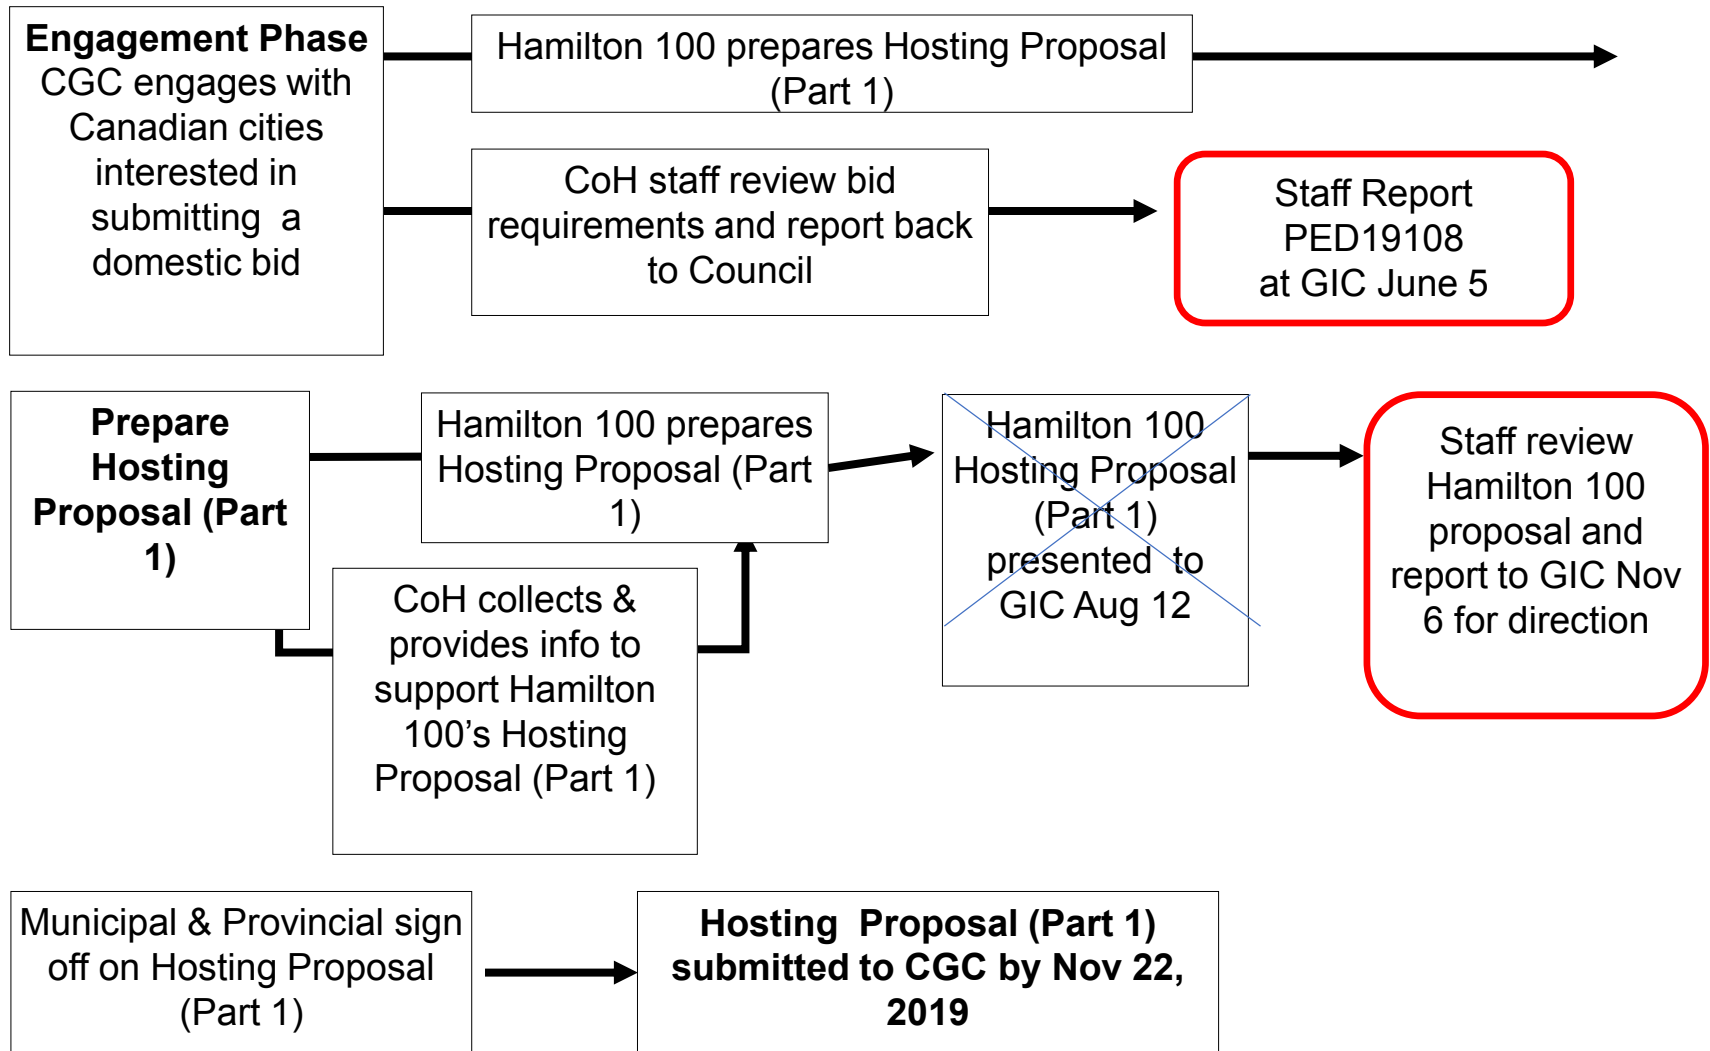 Engagement Phase
CGC engages with
Canadian cities
interested in
submitting a
domestic bid
Hamilton 100 prepares Hosting Proposal
(Part 1)
CoH staff review bid
requirements and report back
to Council
Staff Report
PED19108
at GIC June 5
Prepare
Hosting
Proposal (Part
1)
Hamilton 100 prepares
Hosting Proposal (Part
1)
CoH collects &
provides info to
support Hamilton
100’s Hosting
Proposal (Part 1)
Hamilton 100
Hosting Proposal
(Part 1)
presented to
GIC Aug 12
Staff review
Hamilton 100
proposal and
report to GIC Nov
6 for direction
Municipal & Provincial sign
off on Hosting Proposal
(Part 1)
Hosting Proposal (Part 1)
submitted to CGC by Nov 22,
2019